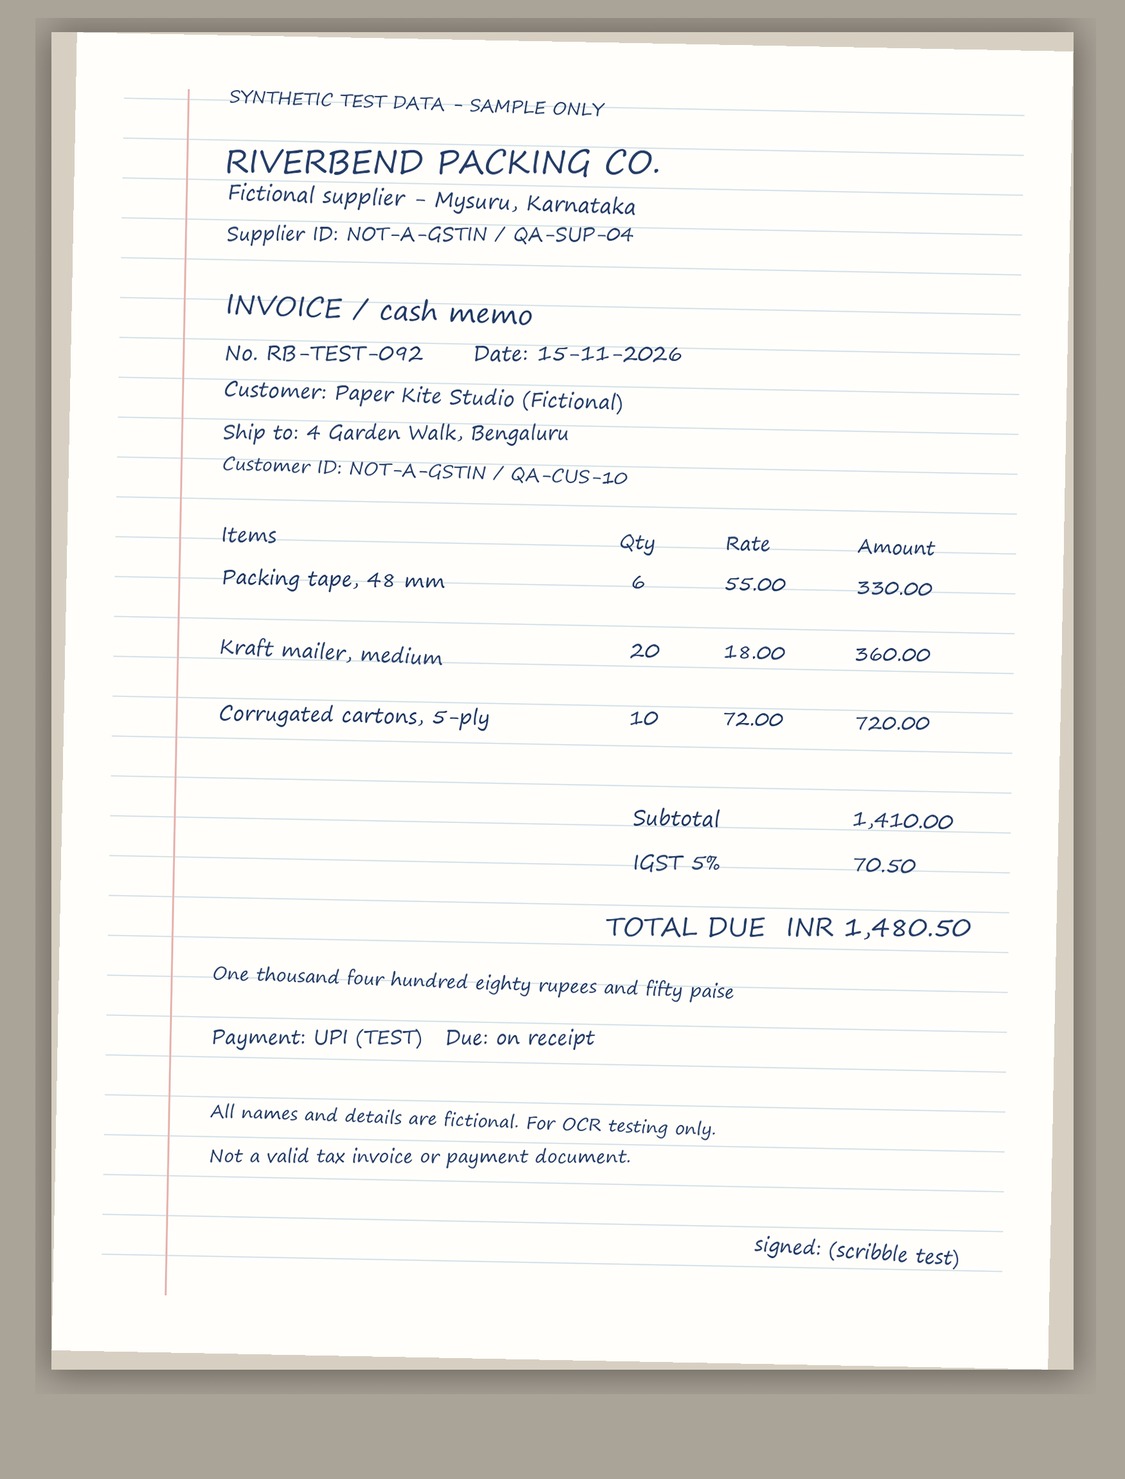 SYNTHETIC TEST DATA - SAMPLE ONLY
RIVERBEND PACKING CO.
Fictional supplier - Mysuru, Karnataka
Supplier ID: NOT-A-GSTIN / QA-SUP-04
INVOICE / cash memo
No. RB-TEST-092 Date: 15-11-2026
Customer: Paper Kite Studio (Fictional)
Ship to: 4 Garden Walk, Bengaluru
Customer ID: NOT-A-GSTIN / QA-CUS-10
Items Qty Rate Amount
Packing tape, 48 mm 6 55.00 330.00
Kraft mailer, medium 20 18.00 360.00
Corrugated cartons, 5-ply 10 72.00 720.00
Subtotal 1,410.00
IGST 5% 70.50
TOTAL DUE INR 1,480.50
One thousand four hundred eighty rupees and fifty paise
Payment: UPI (TEST) Due: on receipt
All names and details are fictional. For OCR testing only.
Not a valid tax invoice or payment document.
signed: (scribble test)